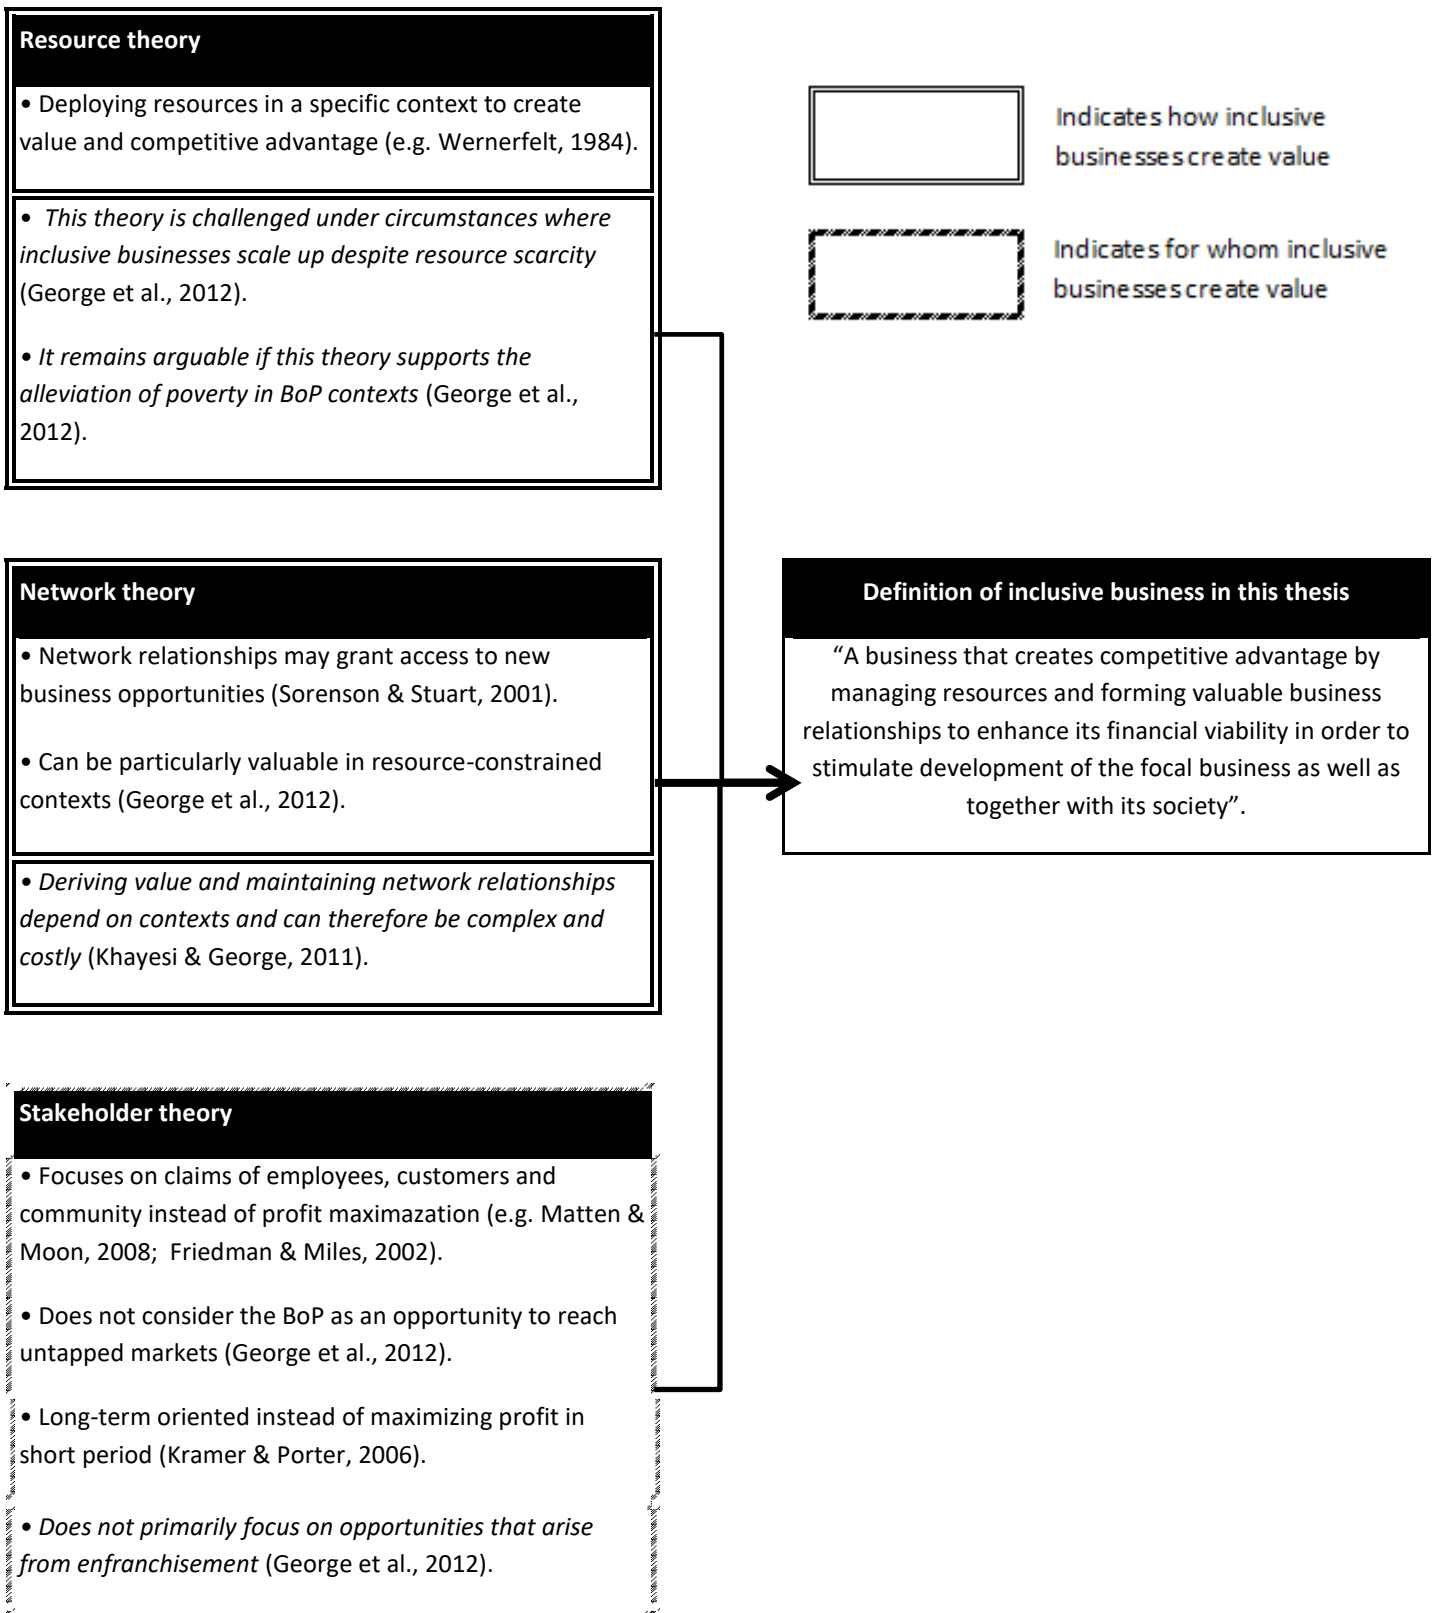 Resource theory
• Deploying resources in a specific context to create
value and competitive advantage (e.g. Wernerfelt, 1984).
• This theory is challenged under circumstances where
inclusive businesses scale up despite resource scarcity
(George et al., 2012).
• It remains arguable if this theory supports the
alleviation of poverty in BoP contexts (George et al.,
2012).
Indicates how inclusive
businesses create value
Indicates for whom inclusive
businesses create value
Network theory
• Network relationships may grant access to new
business opportunities (Sorenson & Stuart, 2001).
• Can be particularly valuable in resource-constrained
contexts (George et al., 2012).
• Deriving value and maintaining network relationships
depend on contexts and can therefore be complex and
costly (Khayesi & George, 2011).
Definition of inclusive business in this thesis
“A business that creates competitive advantage by
managing resources and forming valuable business
relationships to enhance its financial viability in order to
stimulate development of the focal business as well as
together with its society”.
Stakeholder theory
• Focuses on claims of employees, customers and
community instead of profit maximazation (e.g. Matten &
Moon, 2008; Friedman & Miles, 2002).
• Does not consider the BoP as an opportunity to reach
untapped markets (George et al., 2012).
• Long-term oriented instead of maximizing profit in
short period (Kramer & Porter, 2006).
• Does not primarily focus on opportunities that arise
from enfranchisement (George et al., 2012).